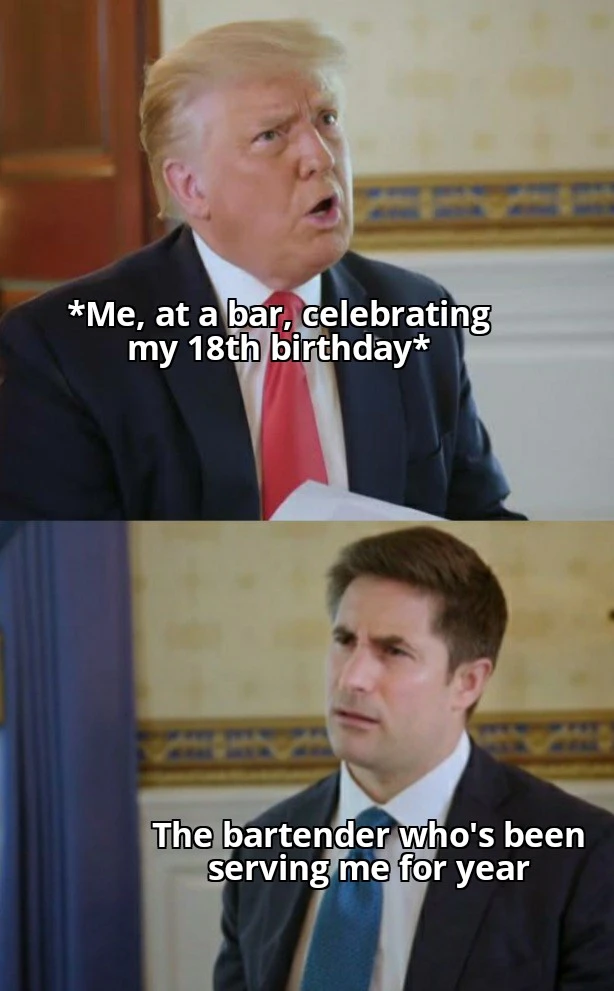 *Me, at a bar, celebrating
my 18th birthday*
The bartender who's been
serving me for year